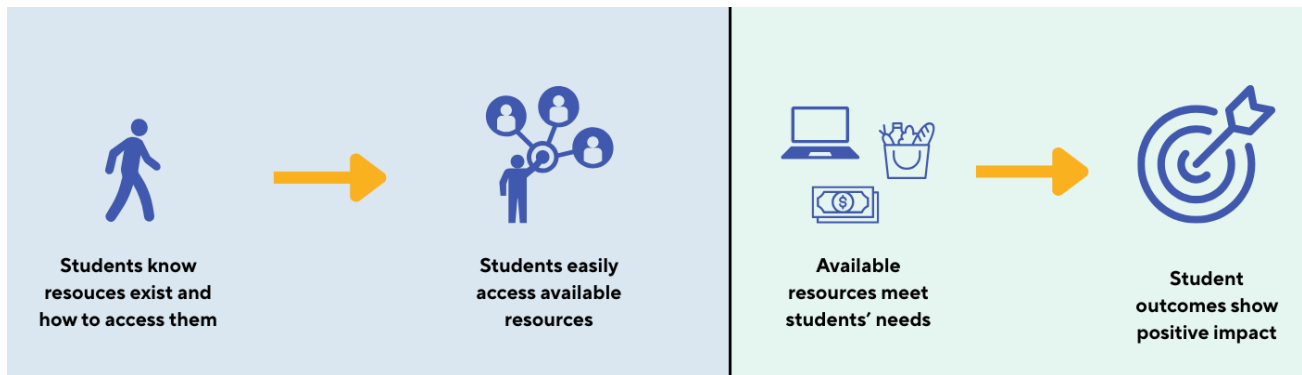 Students know
resouces exist and
how to access them
Students easily
access available
resources
$
Available
resources meet
students’ needs
Student
outcomes show
positive impact